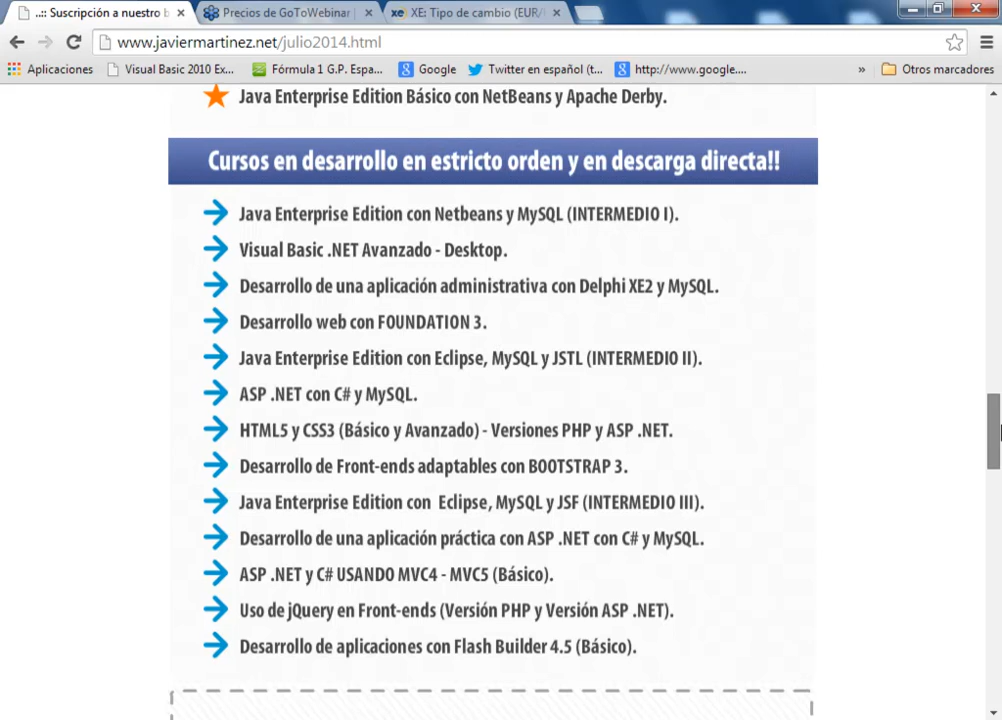 ..:: Suscripción a nuestro b
Precios de GoToWebinar
XE: Tipo de cambio (EUR/
www.javiermartinez.net/julio2014.html
Aplicaciones
Visual Basic 2010 Ex...
Fórmula 1 G.P. Espa...
Google
Twitter en español (t...
http://www.google....
»
Otros marcadores
Java Enterprise Edition Básico con NetBeans y Apache Derby.
Cursos en desarrollo en estricto orden y en descarga directa!!
Java Enterprise Edition con Netbeans y MySQL (INTERMEDIO I).
Visual Basic .NET Avanzado - Desktop.
Desarrollo de una aplicación administrativa con Delphi XE2 y MySQL.
Desarrollo web con FOUNDATION 3.
Java Enterprise Edition con Eclipse, MySQL y JSTL (INTERMEDIO II).
ASP .NET con C# y MySQL.
HTML5 y CSS3 (Básico y Avanzado) - Versiones PHP y ASP .NET.
Desarrollo de Front-ends adaptables con BOOTSTRAP 3.
Java Enterprise Edition con Eclipse, MySQL y JSF (INTERMEDIO III).
Desarrollo de una aplicación práctica con ASP .NET con C# y MySQL.
ASP .NET y C# USANDO MVC4 - MVC5 (Básico).
Uso de jQuery en Front-ends (Versión PHP y Versión ASP .NET).
Desarrollo de aplicaciones con Flash Builder 4.5 (Básico).